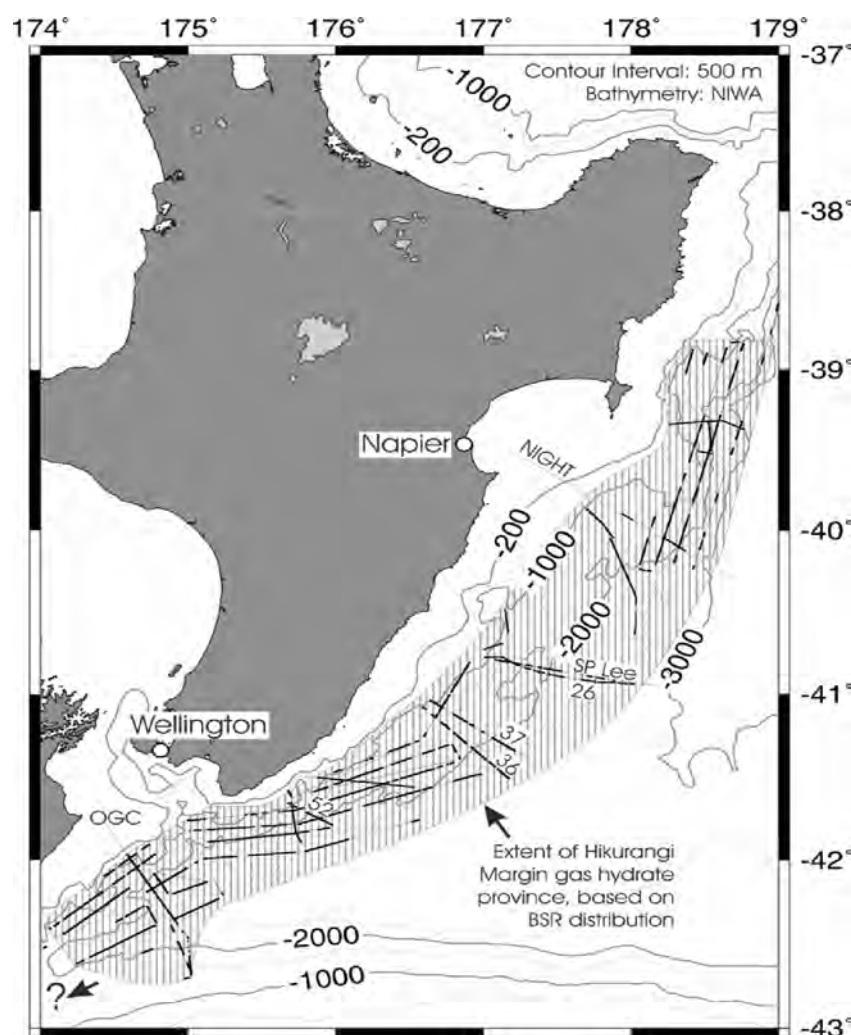 174° 175° 176° 177° 178° 179°
-37°
Contour Interval: 500 m
Bathymetry: NIWA
-1000
-200
-38°
-39°
Napier
NIGHT
-40°
-200
-1000
-2000
-3000
SP Lee
26
-41°
Wellington
37
36
52
OGC
-42°
Extent of Hikurangi
Margin gas hydrate
province, based on
BSR distribution
-2000
-1000
?
-43°